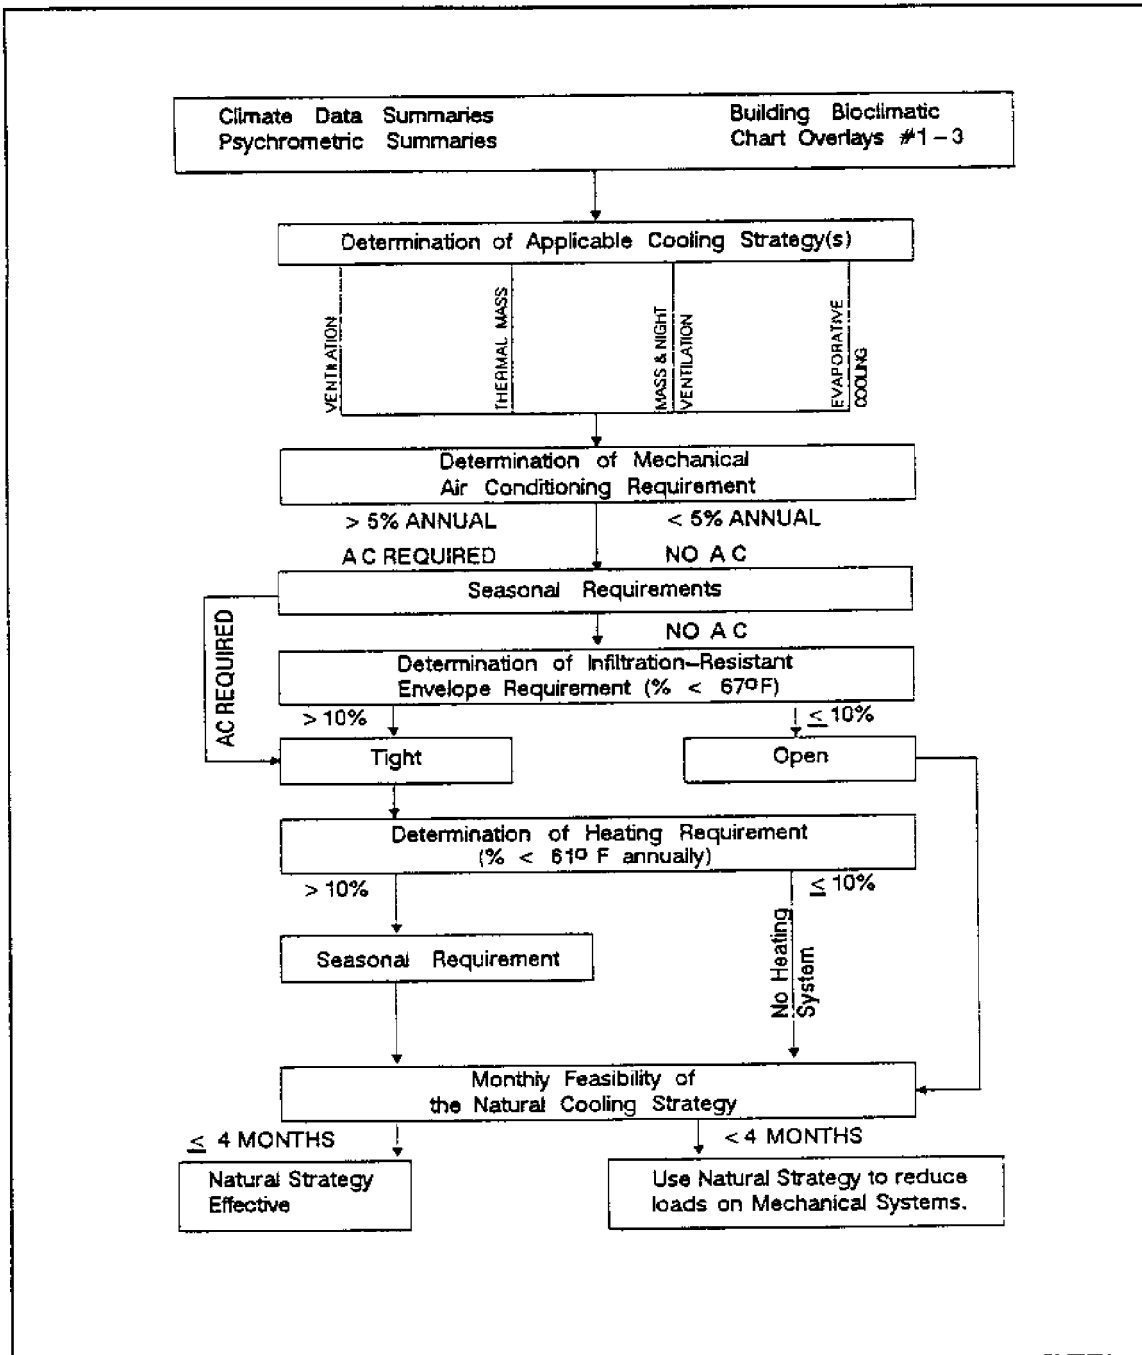 Climate Data Summaries
Psychrometric Summaries
Building Bioclimatic
Chart Overlays #1-3
Determination of Applicable Cooling Strategy(s)
VENTILATION
THERMAL MASS
MASS & NIGHT
VENTILATION
EVAPORATIVE
COOLING
Determination of Mechanical
Air Conditioning Requirement
> 5% ANNUAL
< 5% ANNUAL
A C REQUIRED
NO A C
Seasonal Requirements
AC REQUIRED
NO A C
Determination of Infiltration-Resistant
Envelope Requirement (% < 67º F)
> 10%
≤ 10%
Tight
Open
Determination of Heating Requirement
(% < 61º F annually)
> 10%
≤ 10%
Seasonal Requirement
No Heating
System
Monthly Feasibility of
the Natural Cooling Strategy
≤ 4 MONTHS
< 4 MONTHS
Natural Strategy
Effective
Use Natural Strategy to reduce
loads on Mechanical Systems.